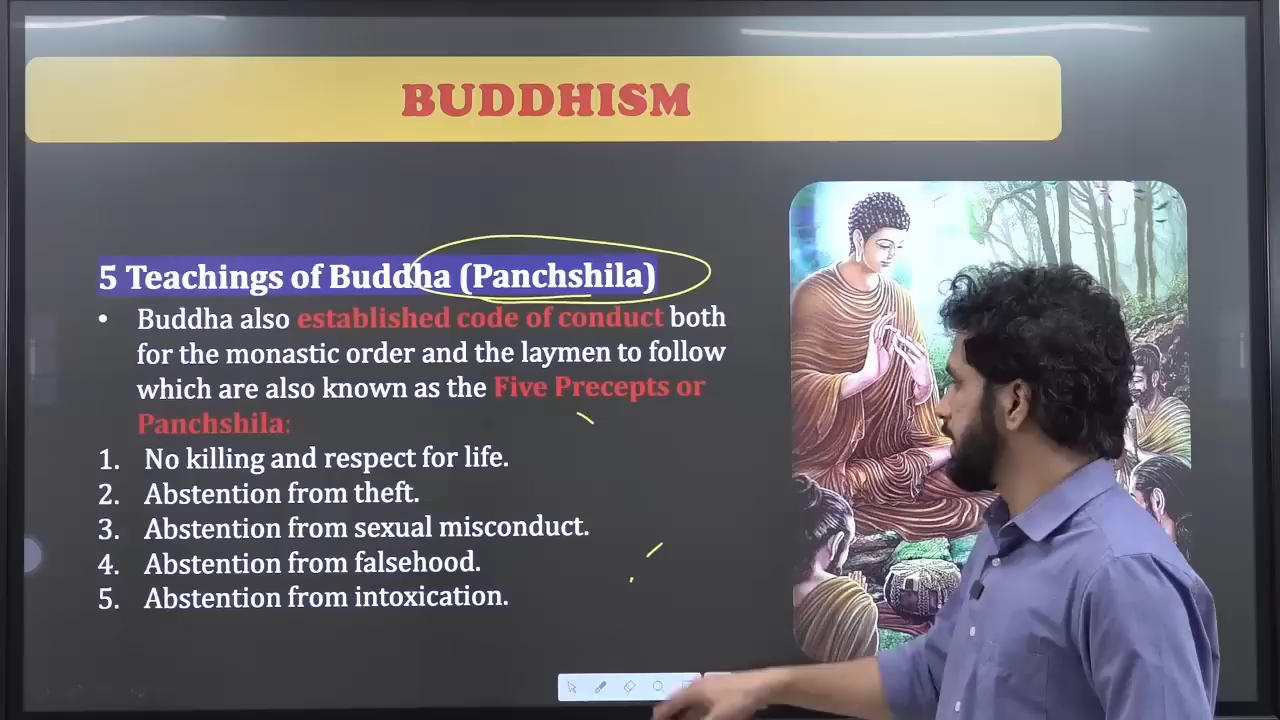 BUDDHISM
5 Teachings of Buddha (Panchshila)
• Buddha also established code of conduct both
for the monastic order and the laymen to follow
which are also known as the Five Precepts or
Panchshila:
1. No killing and respect for life.
2. Abstention from theft.
3. Abstention from sexual misconduct.
4. Abstention from falsehood.
5. Abstention from intoxication.